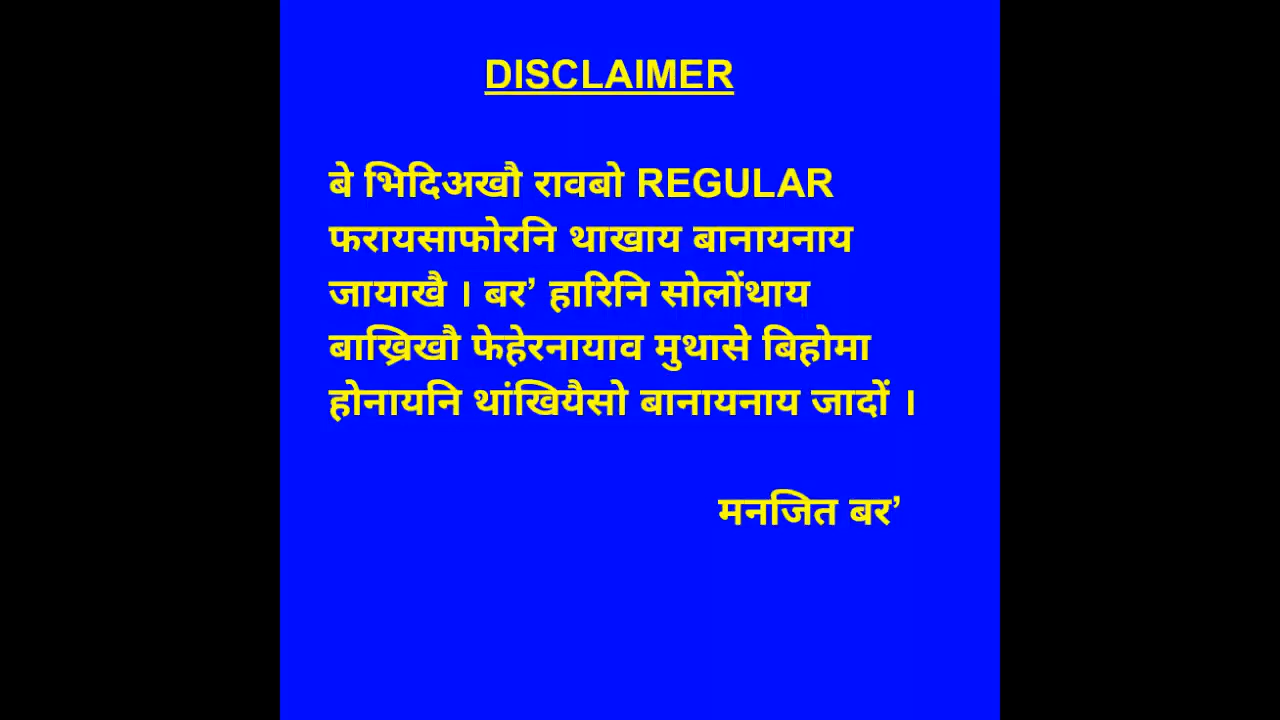 DISCLAIMER
बे भिदिअखौ रावबो REGULAR
फरायसाफोरनि थाखाय बानायनाय
जायाखै । बर’ हारिनि सोलोंथाय
बाख्रिखौ फेहेरनायाव मुथासे बिहोमा
होनायनि थांखियैसो बानायनाय जादों ।
मनजित बर’